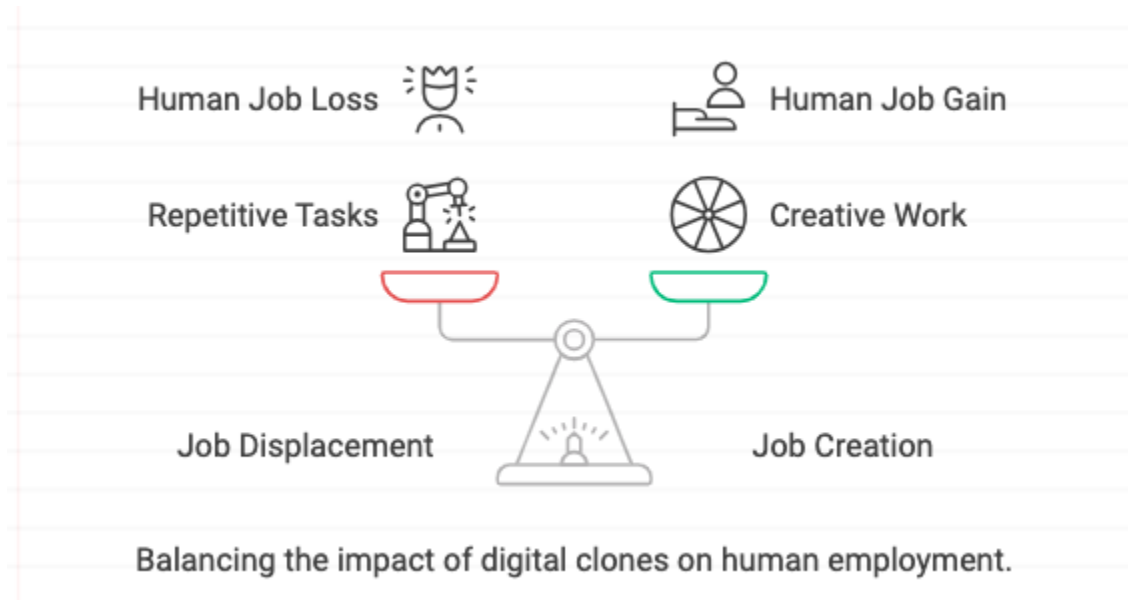 Human Job Loss
Human Job Gain
Repetitive Tasks
Creative Work
Job Displacement
Job Creation
Balancing the impact of digital clones on human employment.